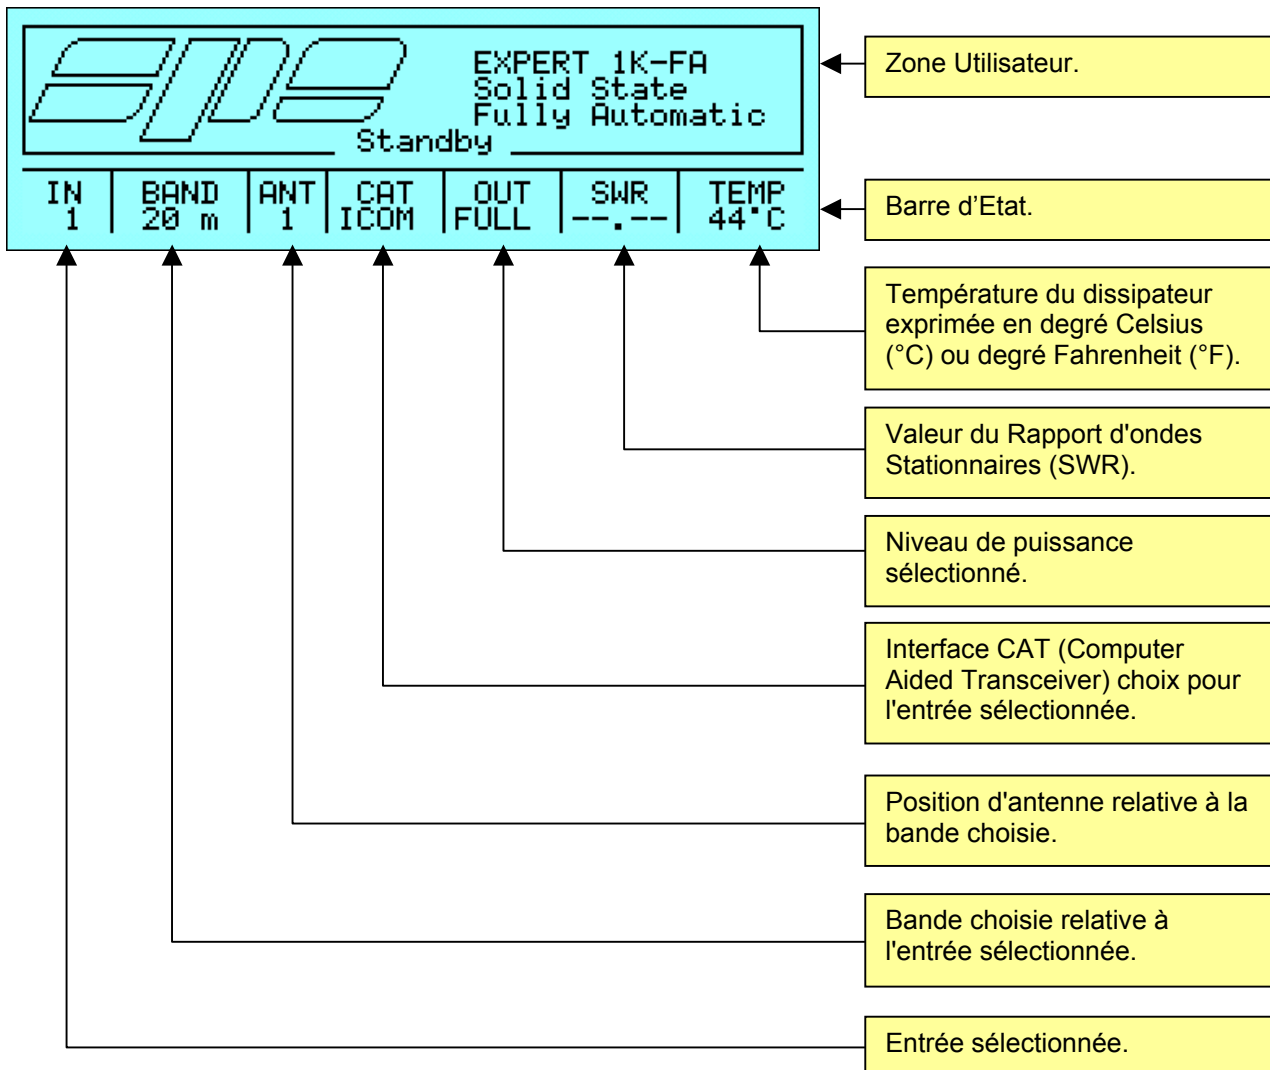 spe
EXPERT 1K-FA
Solid State
Fully Automatic
Standby
IN BAND ANT CAT OUT SWR TEMP
1 20 m 1 ICOM FULL --.-- 44°C
Zone Utilisateur.
Barre d’Etat.
Température du dissipateur
exprimée en degré Celsius
(°C) ou degré Fahrenheit (°F).
Valeur du Rapport d'ondes
Stationnaires (SWR).
Niveau de puissance
sélectionné.
Interface CAT (Computer
Aided Transceiver) choix pour
l'entrée sélectionnée.
Position d'antenne relative à la
bande choisie.
Bande choisie relative à
l'entrée sélectionnée.
Entrée sélectionnée.